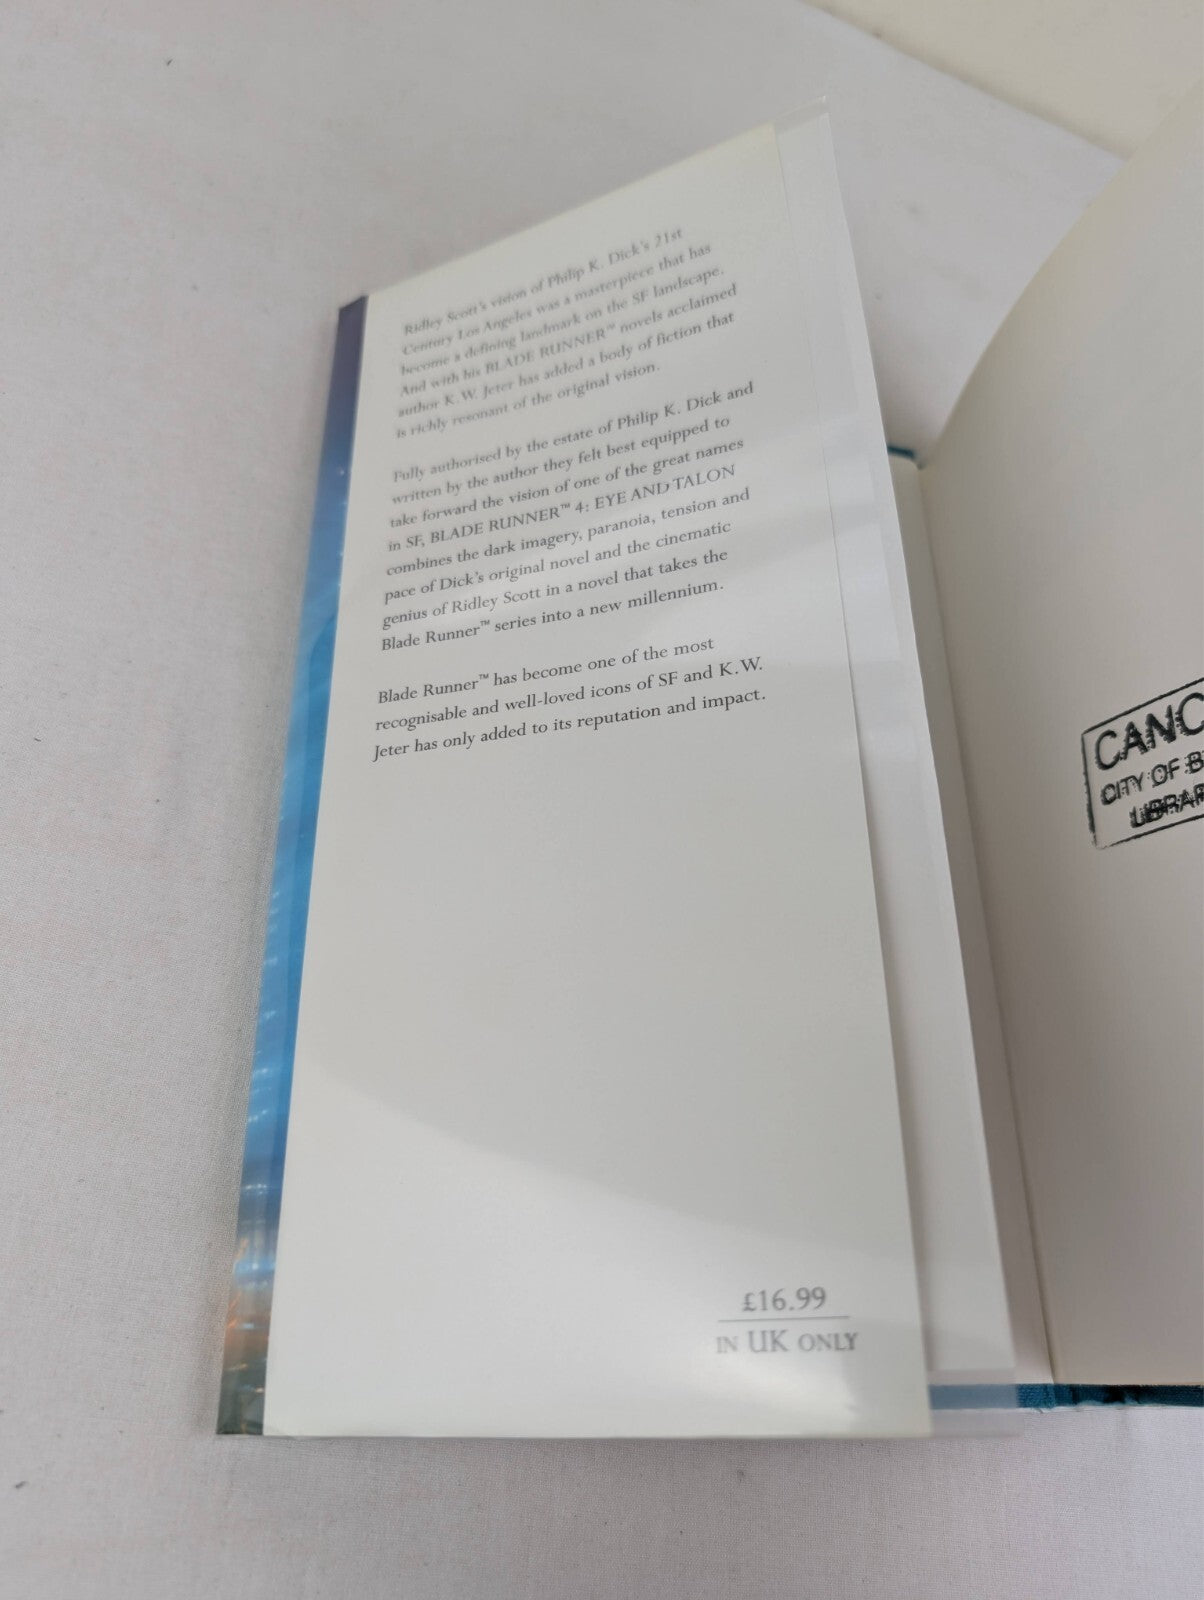 Ridley Scott's vision of Philip K. Dick's 21st
Century Los Angeles was a masterpiece that has
become a defining landmark on the SF landscape.
And with his BLADE RUNNER™ novels acclaimed
author K.W. Jeter has added a body of fiction that
is richly resonant of the original vision.
Fully authorised by the estate of Philip K. Dick and
written by the author they felt best equipped to
take forward the vision of one of the great names
in SF, BLADE RUNNER™ 4: EYE AND TALON
combines the dark imagery, paranoia, tension and
pace of Dick's original novel and the cinematic
genius of Ridley Scott in a novel that takes the
Blade Runner™ series into a new millennium.
Blade Runner™ has become one of the most
recognisable and well-loved icons of SF and K.W.
Jeter has only added to its reputation and impact.
£16.99
IN UK ONLY
CANC
CITY OF B
LIBRAR